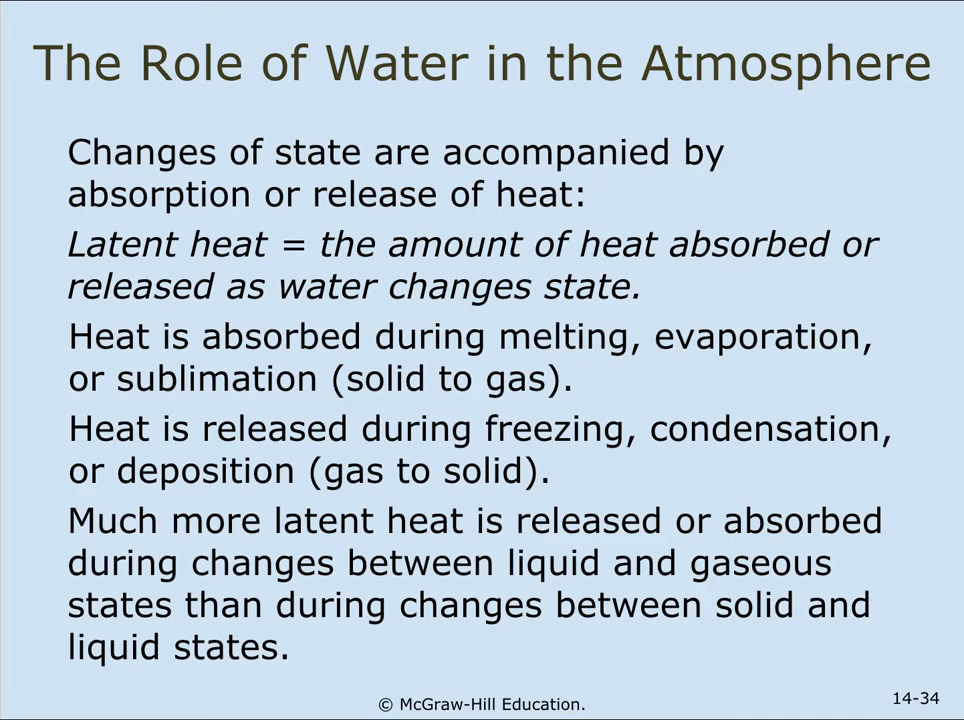 The Role of Water in the Atmosphere
Changes of state are accompanied by
absorption or release of heat:
Latent heat = the amount of heat absorbed or
released as water changes state.
Heat is absorbed during melting, evaporation,
or sublimation (solid to gas).
Heat is released during freezing, condensation,
or deposition (gas to solid).
Much more latent heat is released or absorbed
during changes between liquid and gaseous
states than during changes between solid and
liquid states.
© McGraw-Hill Education.
14-34